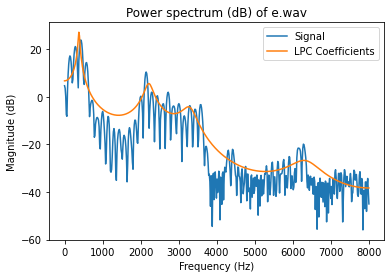 Power spectrum (dB) of e.wav
Signal
LPC Coefficients
Magnitude (dB)
20
0
−20
−40
−60
0 1000 2000 3000 4000 5000 6000 7000 8000
Frequency (Hz)